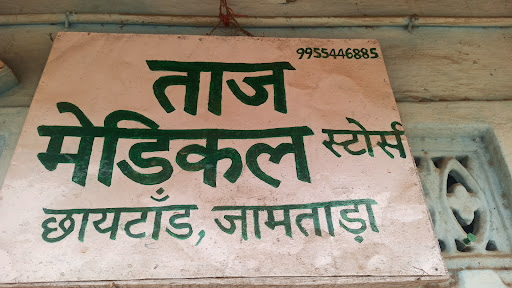 9955446885
ताज
मेडिकल स्टोर्स
छायटाँड, जामताड़ा